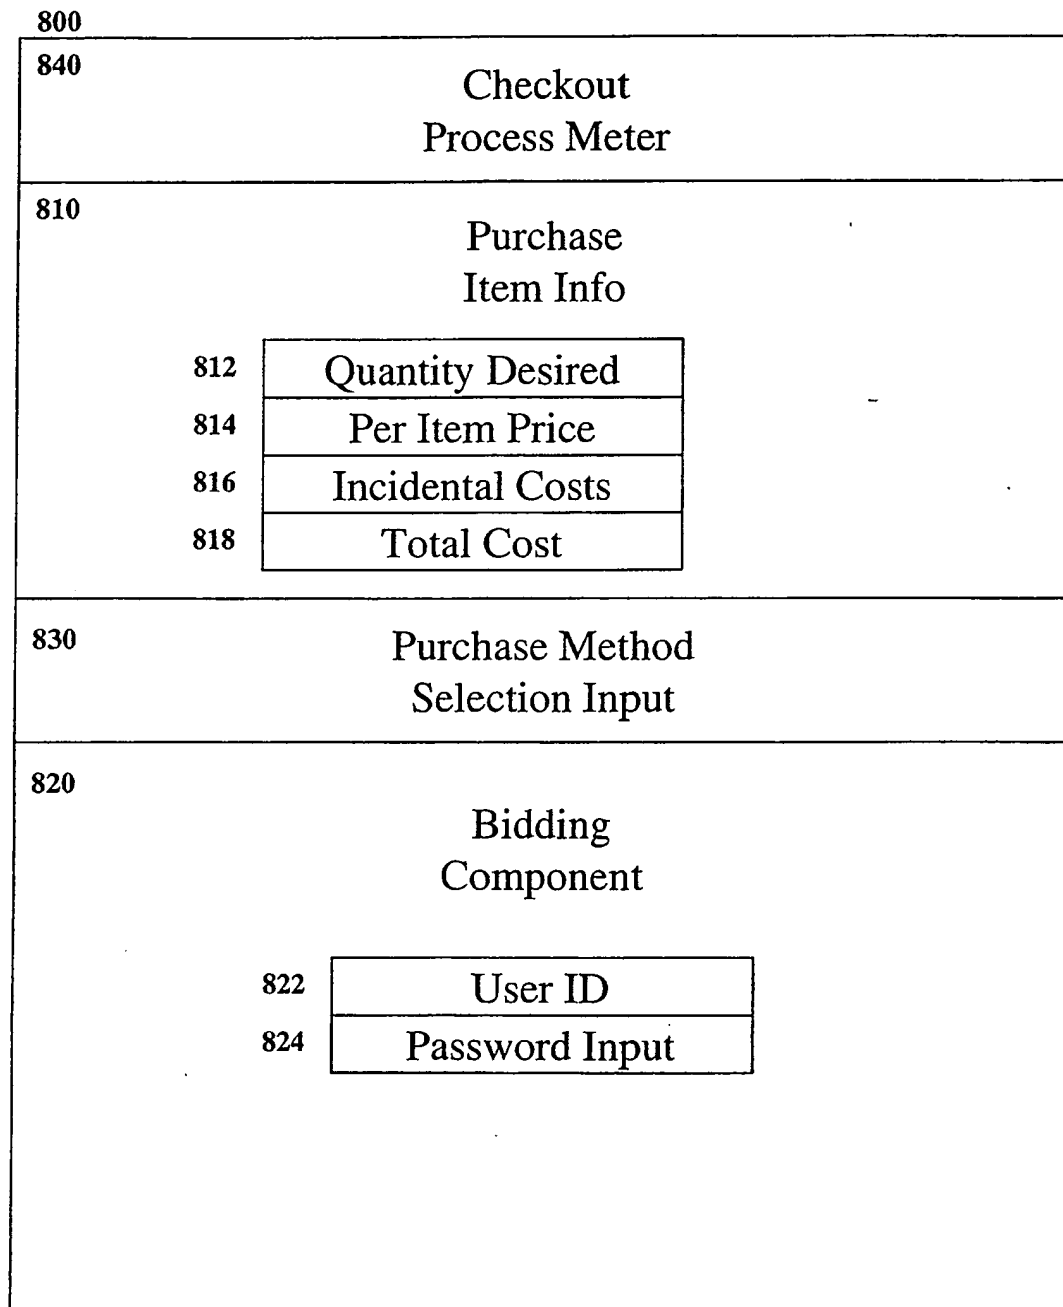 800
840
Checkout
Process Meter
810
Purchase
Item Info
812 Quantity Desired
814 Per Item Price
816 Incidental Costs
818 Total Cost
830
Purchase Method
Selection Input
820
Bidding
Component
822 User ID
824 Password Input